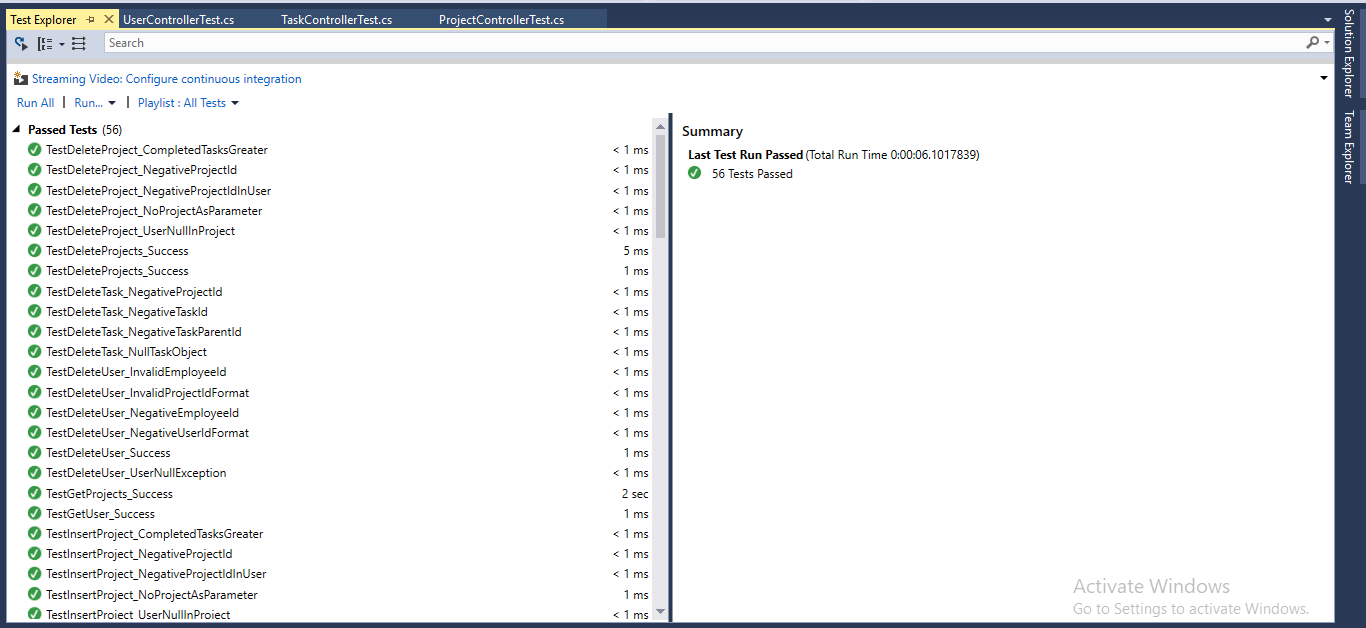 Test Explorer
UserControllerTest.cs
TaskControllerTest.cs
ProjectControllerTest.cs
Search
Streaming Video: Configure continuous integration
Run All | Run... | Playlist : All Tests
Passed Tests (56)
TestDeleteProject_CompletedTasksGreater < 1 ms
TestDeleteProject_NegativeProjectId < 1 ms
TestDeleteProject_NegativeProjectIdInUser < 1 ms
TestDeleteProject_NoProjectAsParameter < 1 ms
TestDeleteProject_UserNullInProject < 1 ms
TestDeleteProjects_Success 5 ms
TestDeleteProjects_Success 1 ms
TestDeleteTask_NegativeProjectId < 1 ms
TestDeleteTask_NegativeTaskId < 1 ms
TestDeleteTask_NegativeTaskParentId < 1 ms
TestDeleteTask_NullTaskObject < 1 ms
TestDeleteUser_InvalidEmployeeId < 1 ms
TestDeleteUser_InvalidProjectIdFormat < 1 ms
TestDeleteUser_NegativeEmployeeId < 1 ms
TestDeleteUser_NegativeUserIdFormat < 1 ms
TestDeleteUser_Success 1 ms
TestDeleteUser_UserNullException < 1 ms
TestGetProjects_Success 2 sec
TestGetUser_Success 1 ms
TestInsertProject_CompletedTasksGreater < 1 ms
TestInsertProject_NegativeProjectId < 1 ms
TestInsertProject_NegativeProjectIdInUser < 1 ms
TestInsertProject_NoProjectAsParameter 1 ms
TestInsertProject_UserNullInProject < 1 ms
Summary
Last Test Run Passed (Total Run Time 0:00:06.1017839)
56 Tests Passed
Solution Explorer
Team Explorer
Activate Windows
Go to Settings to activate Windows.